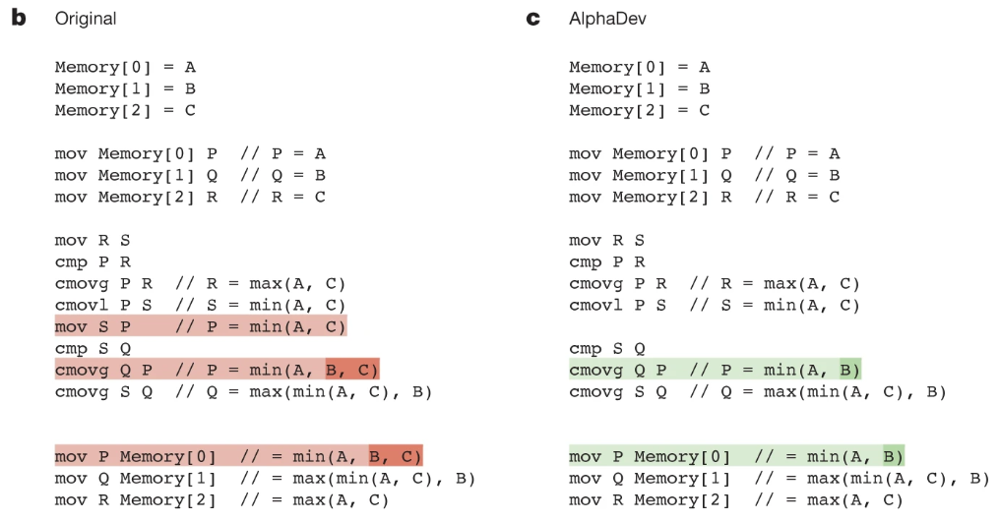 b Original
Memory[0] = A
Memory[1] = B
Memory[2] = C
mov Memory[0] P // P = A
mov Memory[1] Q // Q = B
mov Memory[2] R // R = C
mov R S
cmp P R
cmovg P R // R = max(A, C)
cmovl P S // S = min(A, C)
mov S P // P = min(A, C)
cmp S Q
cmovg Q P // P = min(A, B, C)
cmovg S Q // Q = max(min(A, C), B)
mov P Memory[0] // = min(A, B, C)
mov Q Memory[1] // = max(min(A, C), B)
mov R Memory[2] // = max(A, C)
c AlphaDev
Memory[0] = A
Memory[1] = B
Memory[2] = C
mov Memory[0] P // P = A
mov Memory[1] Q // Q = B
mov Memory[2] R // R = C
mov R S
cmp P R
cmovg P R // R = max(A, C)
cmovl P S // S = min(A, C)
cmp S Q
cmovg Q P // P = min(A, B)
cmovg S Q // Q = max(min(A, C), B)
mov P Memory[0] // = min(A, B)
mov Q Memory[1] // = max(min(A, C), B)
mov R Memory[2] // = max(A, C)